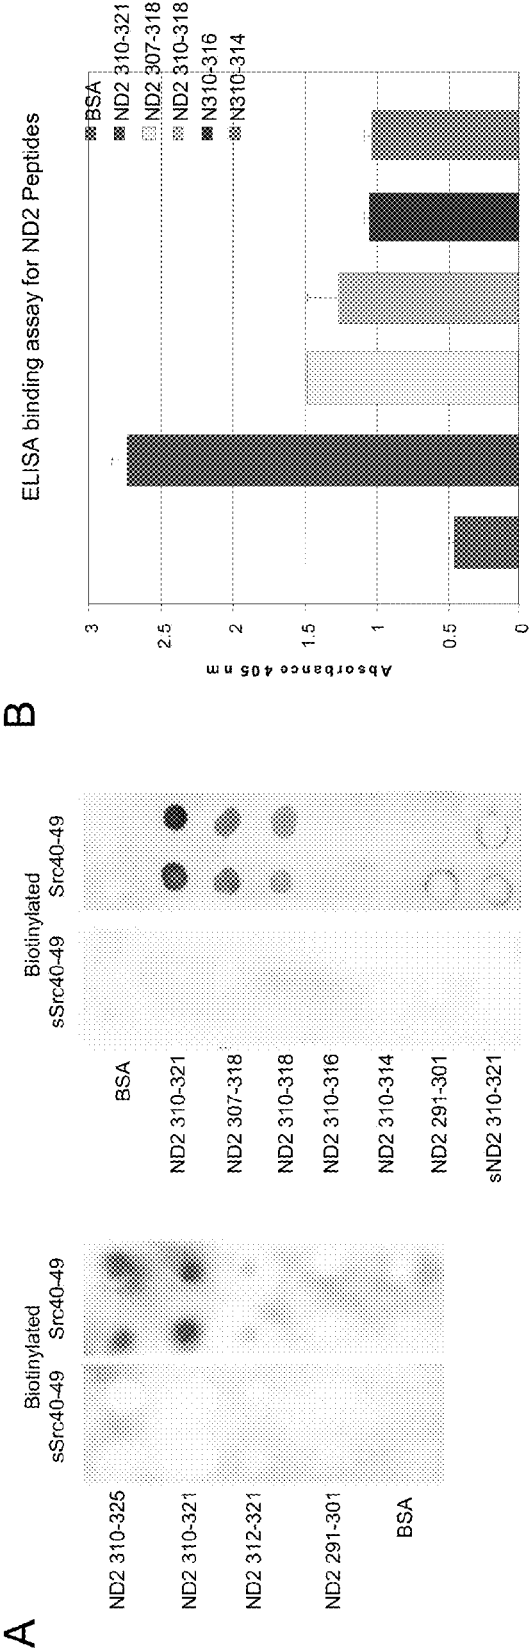 A
Biotinylated
sSrc40-49 Src40-49
ND2 310-325
ND2 310-321
ND2 312-321
ND2 291-301
BSA
Biotinylated
sSrc40-49 Src40-49
BSA
ND2 310-321
ND2 307-318
ND2 310-318
ND2 310-316
ND2 310-314
ND2 291-301
sND2 310-321
B
ELISA binding assay for ND2 Peptides
Absorbance 405 nm
3
2.5
2
1.5
1
0.5
0
BSA
ND2 310-321
ND2 307-318
ND2 310-318
N310-316
N310-314